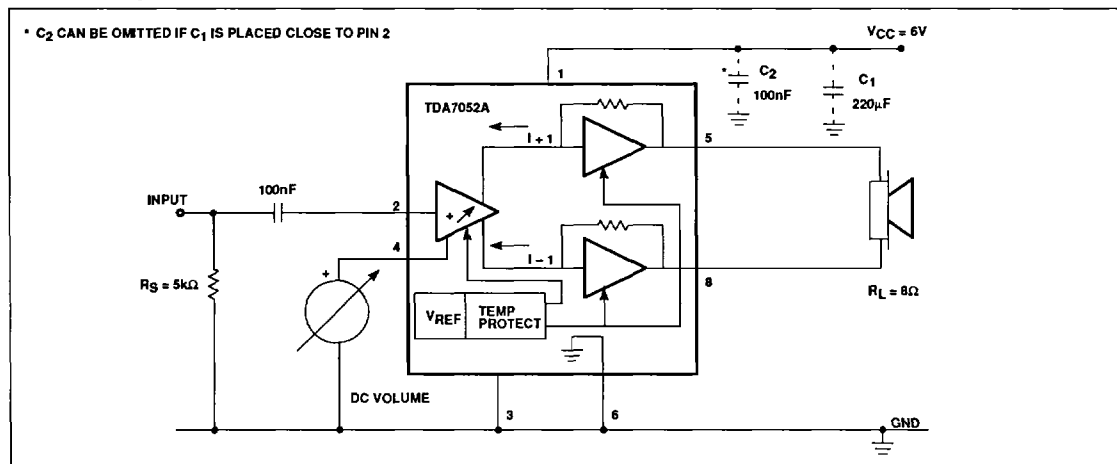 * C2 CAN BE OMITTED IF C1 IS PLACED CLOSE TO PIN 2
VCC = 6V
1
* C2
100nF
C1
220μF
TDA7052A
I + 1
5
INPUT
100nF
2
+
4
I – 1
8
RS = 5kΩ
+
RL = 8Ω
VREF
TEMP
PROTECT
DC VOLUME
3
6
GND